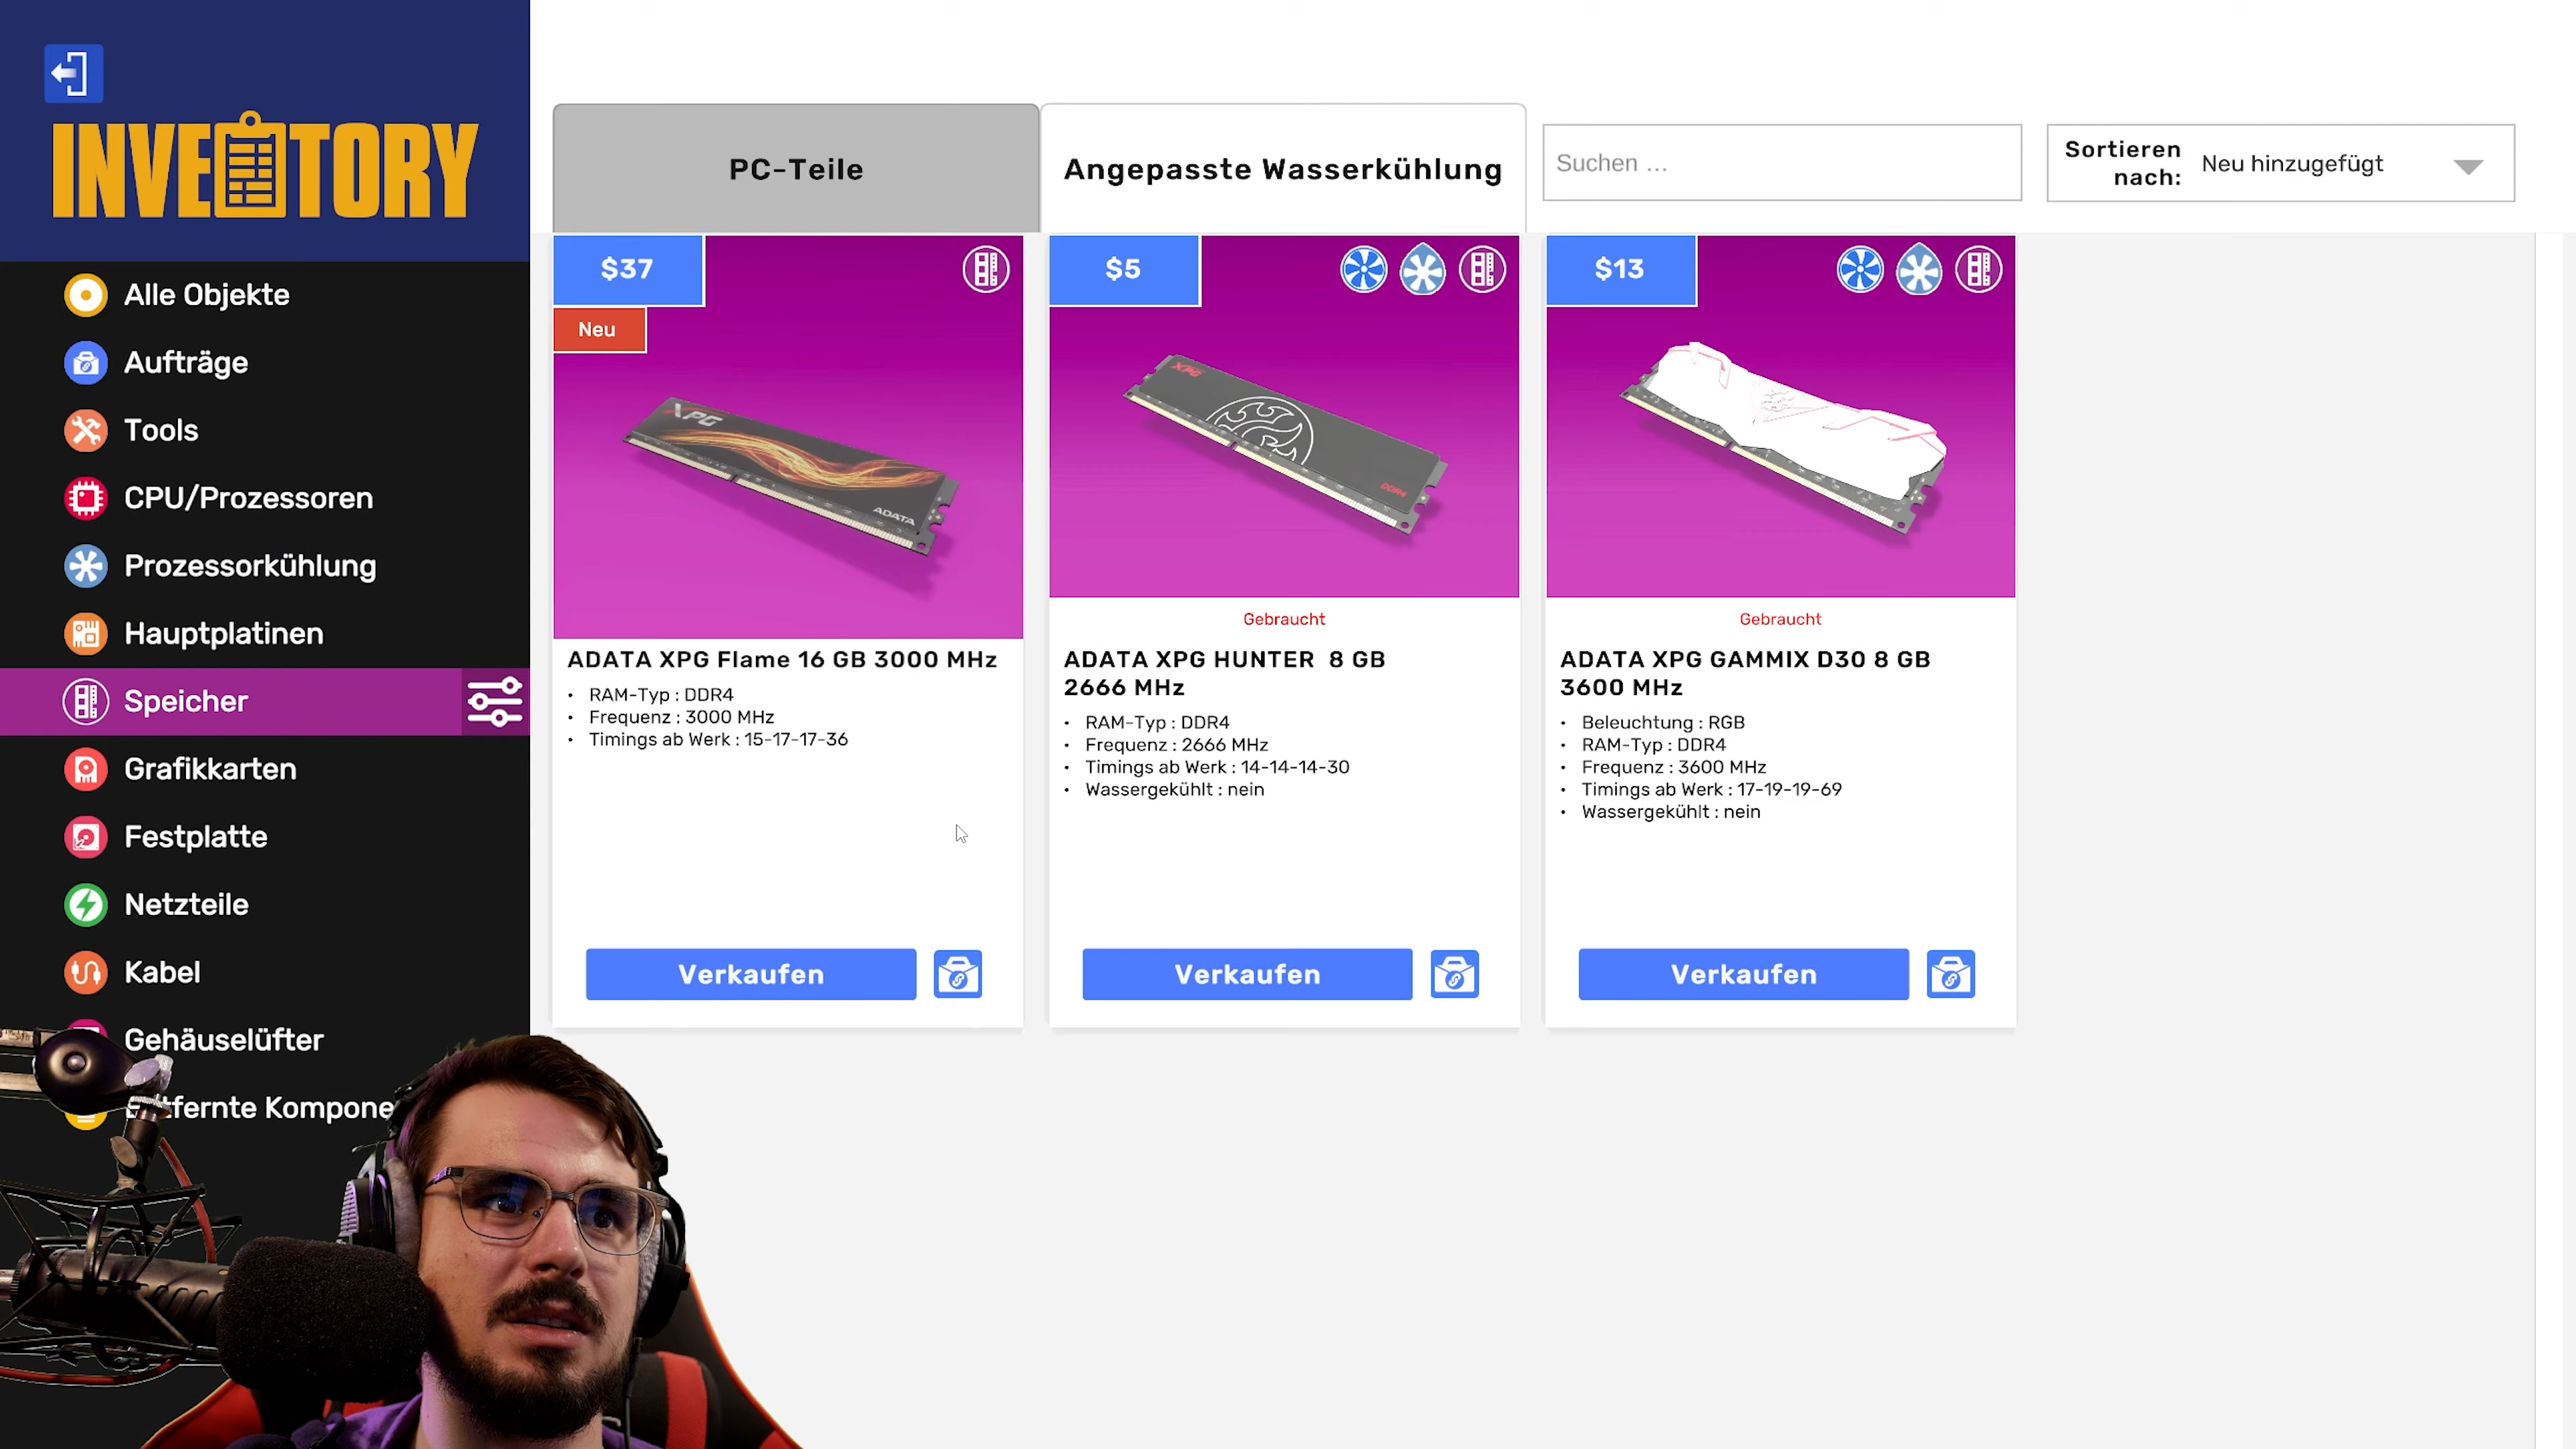 INVENTORY
Alle Objekte
Aufträge
Tools
CPU/Prozessoren
Prozessorkühlung
Hauptplatinen
Speicher
Grafikkarten
Festplatte
Netzteile
Kabel
Gehäuselüfter
Kompone
PC-Teile
Angepasste Wasserkühlung
Suchen ...
Sortieren
nach:
Neu hinzugefügt
$37
Neu
XPG
ADATA
ADATA XPG Flame 16 GB 3000 MHz
• RAM-Typ : DDR4
• Frequenz : 3000 MHz
• Timings ab Werk : 15-17-17-36
Verkaufen
$5
XPG
DDR4
Gebraucht
ADATA XPG HUNTER 8 GB
2666 MHz
• RAM-Typ : DDR4
• Frequenz : 2666 MHz
• Timings ab Werk : 14-14-14-30
• Wassergekühlt : nein
Verkaufen
$13
Gebraucht
ADATA XPG GAMMIX D30 8 GB
3600 MHz
• Beleuchtung : RGB
• RAM-Typ : DDR4
• Frequenz : 3600 MHz
• Timings ab Werk : 17-19-19-69
• Wassergekühlt : nein
Verkaufen